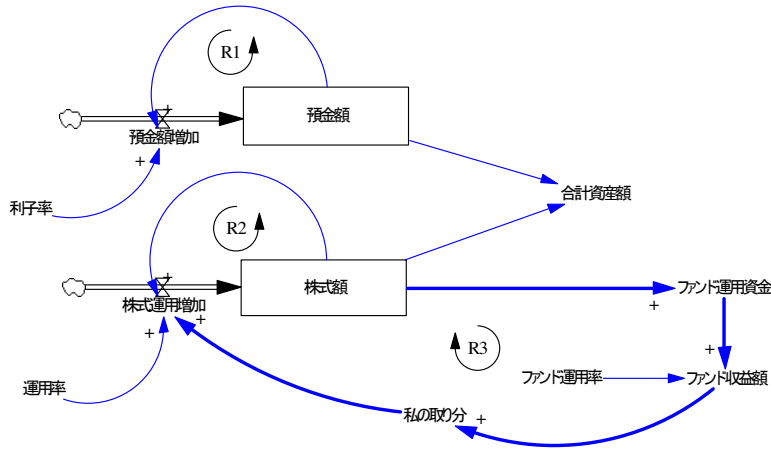 R1
+
預金額
預金額増加
+
利子率
合計資産額
R2
+
株式額
株式運用増加
ファンド運用資金
+
+
+
R3
+
運用率
ファンド運用率
+
ファンド収益額
私の取り分
+